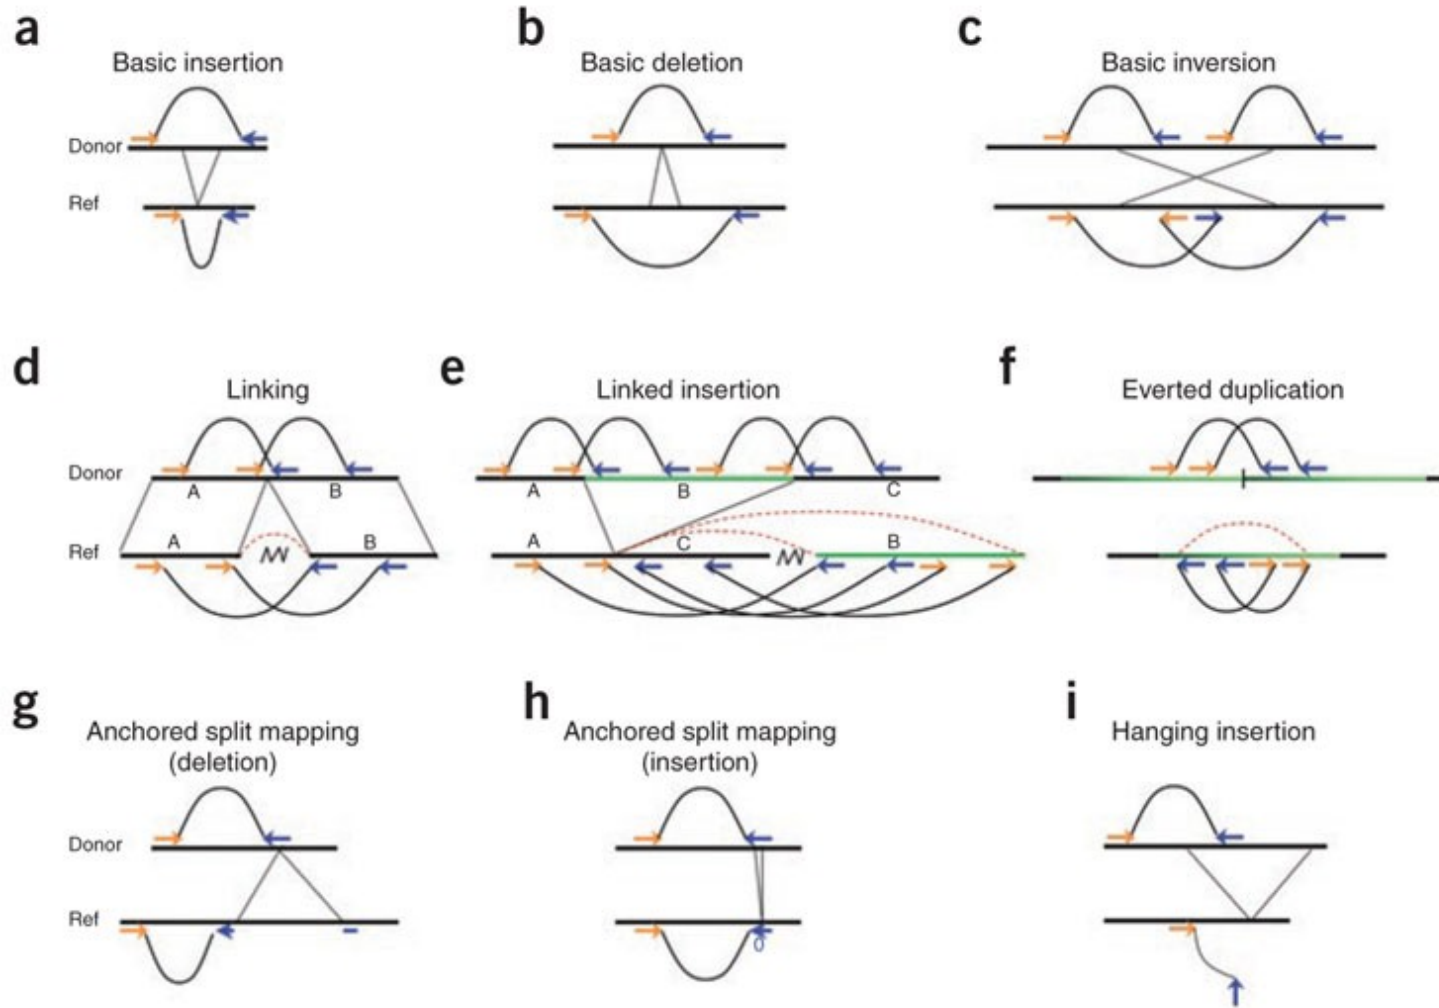 a
Basic insertion
Donor
Ref
b
Basic deletion
c
Basic inversion
d
Linking
Donor
A
B
Ref
A
B
e
Linked insertion
A
B
C
A
C
B
f
Everted duplication
g
Anchored split mapping
(deletion)
Donor
Ref
h
Anchored split mapping
(insertion)
i
Hanging insertion